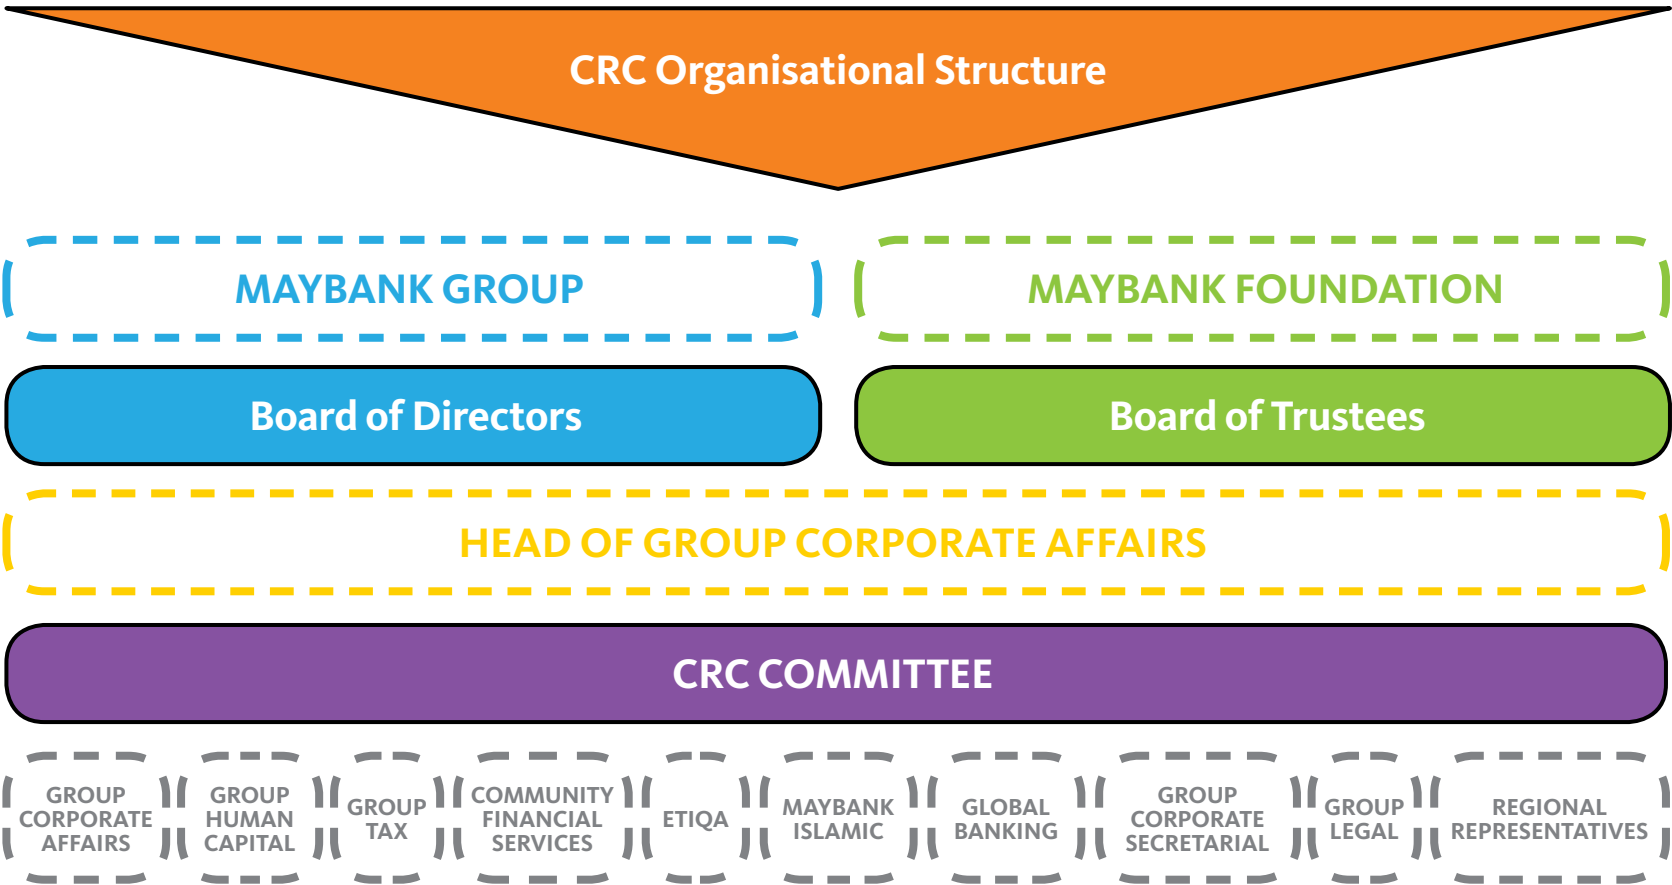 CRC Organisational Structure
MAYBANK GROUP
MAYBANK FOUNDATION
Board of Directors
Board of Trustees
HEAD OF GROUP CORPORATE AFFAIRS
CRC COMMITTEE
GROUP
CORPORATE
AFFAIRS
GROUP
HUMAN
CAPITAL
GROUP
TAX
COMMUNITY
FINANCIAL
SERVICES
ETIQA
MAYBANK
ISLAMIC
GLOBAL
BANKING
GROUP
CORPORATE
SECRETARIAL
GROUP
LEGAL
REGIONAL
REPRESENTATIVES